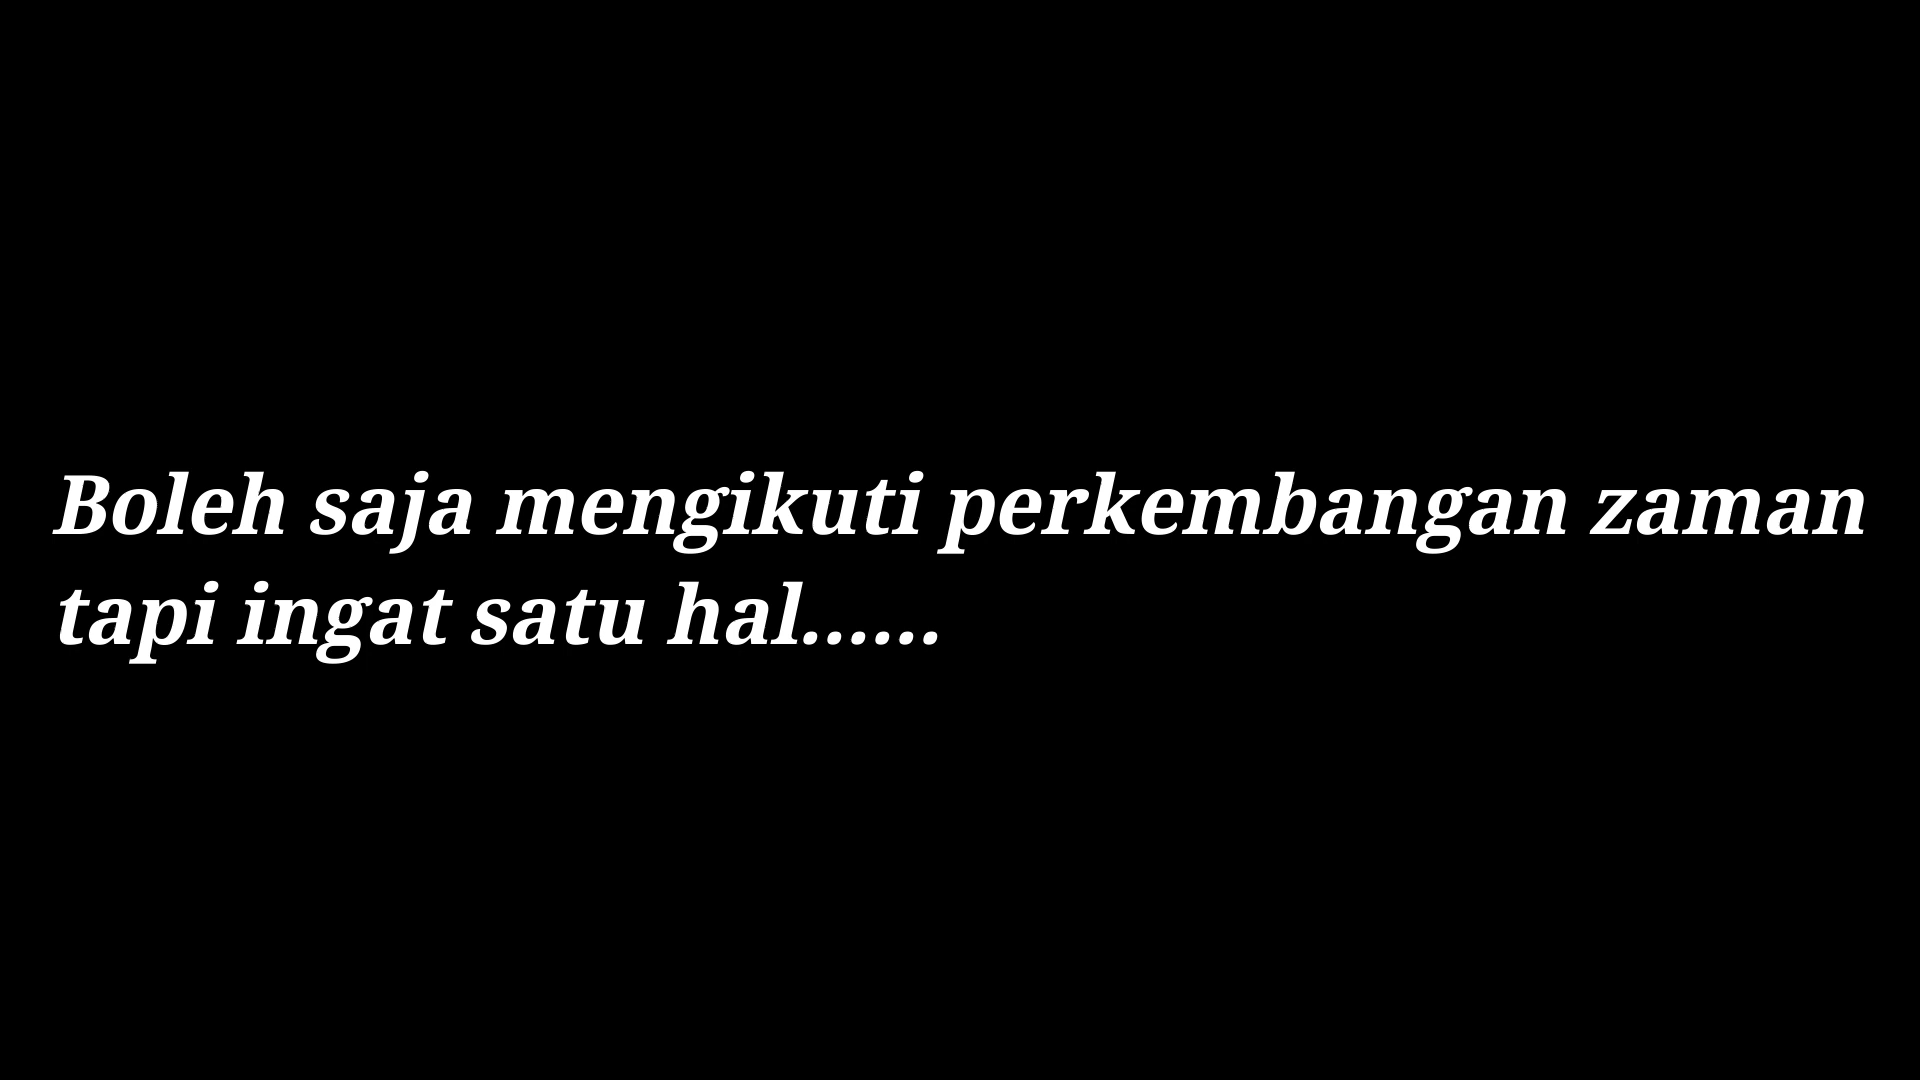 Boleh saja mengikuti perkembangan zaman
tapi ingat satu hal......